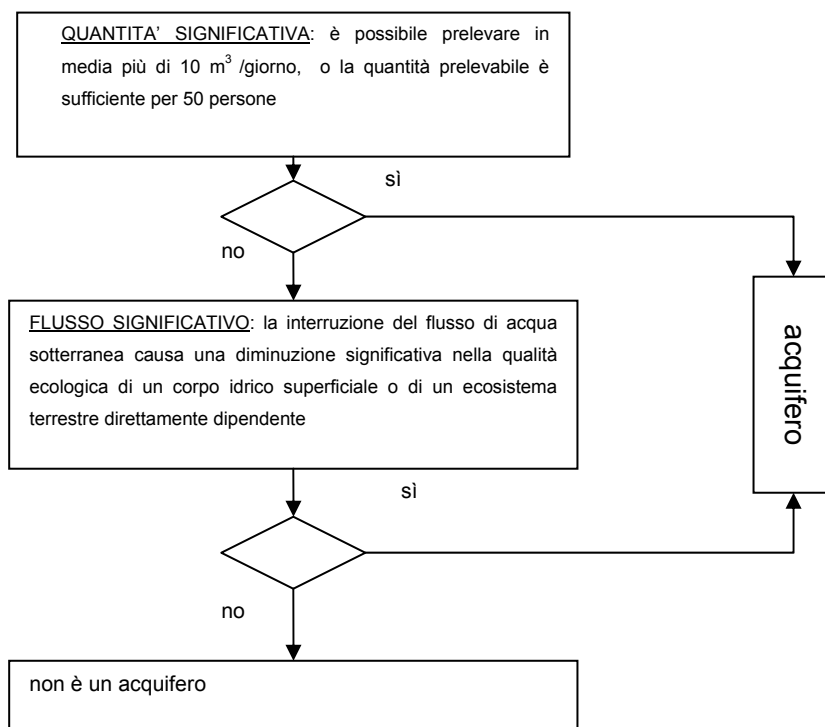 QUANTITA' SIGNIFICATIVA: è possibile prelevare in
media più di 10 m³ /giorno, o la quantità prelevabile è
sufficiente per 50 persone
sì
no
FLUSSO SIGNIFICATIVO: la interruzione del flusso di acqua
sotterranea causa una diminuzione significativa nella qualità
ecologica di un corpo idrico superficiale o di un ecosistema
terrestre direttamente dipendente
acquifero
sì
no
non è un acquifero